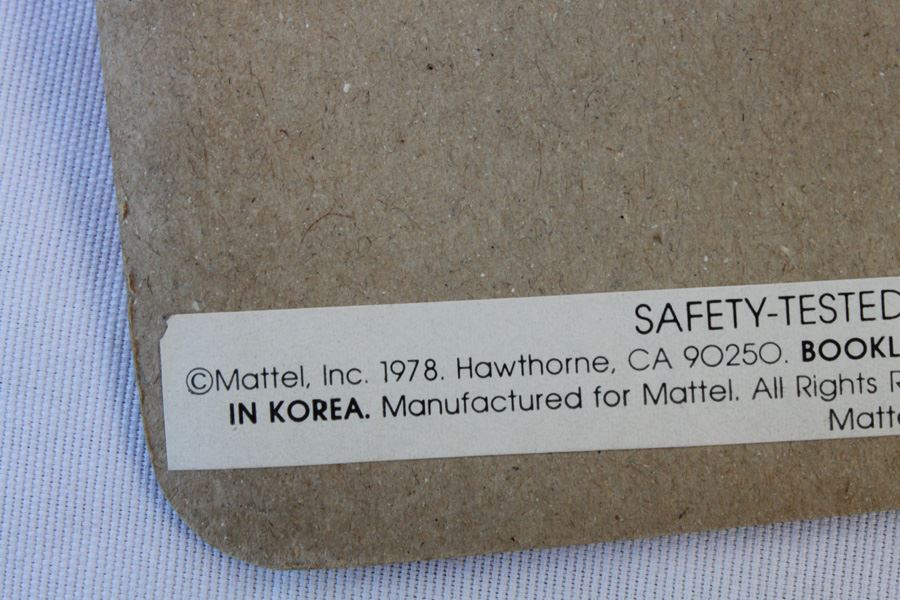 SAFETY-TESTED
©Mattel, Inc. 1978. Hawthorne, CA 90250.
IN KOREA. Manufactured for Mattel. All Rights